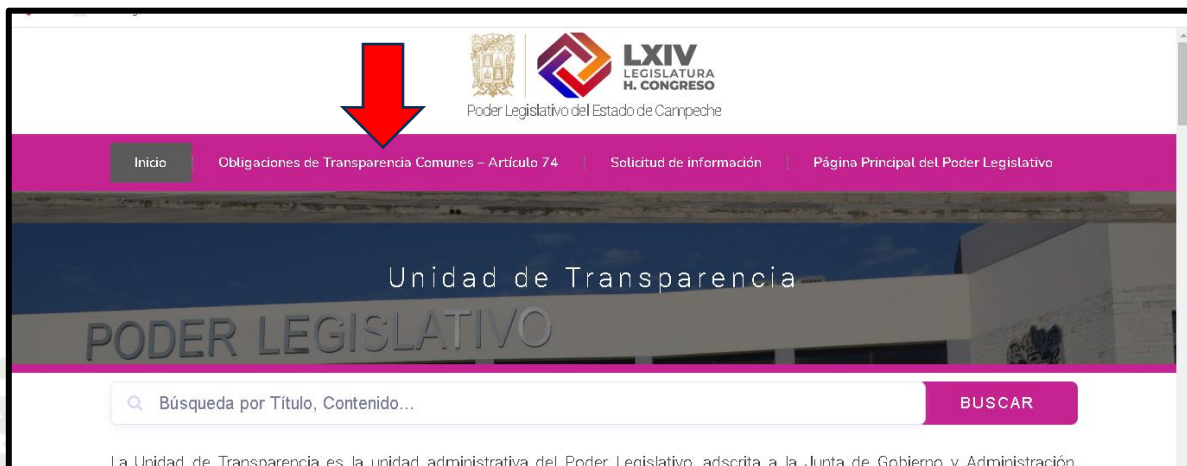 LXIV
LEGISLATURA
H. CONGRESO
Poder Legislativo del Estado de Campeche
Inicio Obligaciones de Transparencia Comunes – Artículo 74 Solicitud de información Página Principal del Poder Legislativo
Unidad de Transparencia
PODER LEGISLATIVO
Búsqueda por Título, Contenido... BUSCAR
La Unidad de Transparencia es la unidad administrativa del Poder Legislativo, adscrita a la Junta de Gobierno y Administración